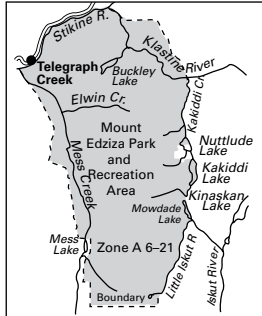 Stikine R.
Klastline River
Telegraph
Creek
Buckley
Lake
Kakiddi Cr.
Elwin Cr.
Mount
Edziza Park
and
Recreation
Area
Nuttlude
Lake
Kakiddi
Lake
Mess Creek
Kinaskan
Lake
Mowdade
Lake
Mess
Lake
Zone A 6–21
Little Iskut R
Iskut River
Boundary